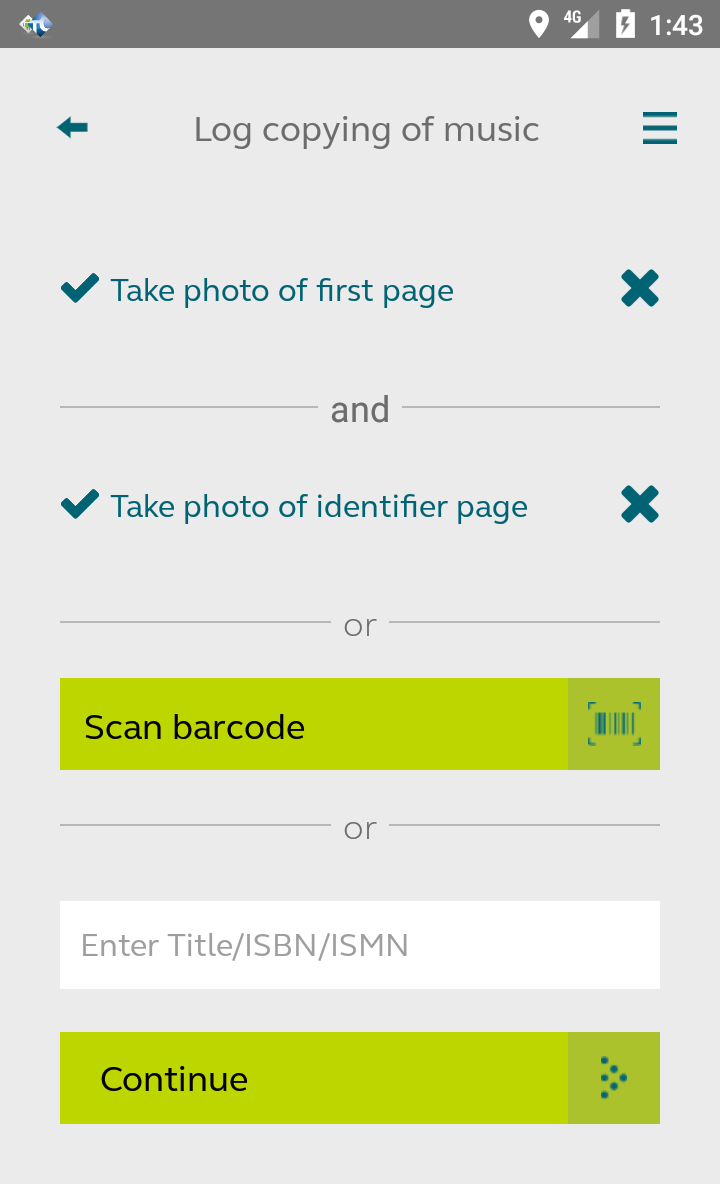 4G 1:43
Log copying of music
Take photo of first page
and
Take photo of identifier page
or
Scan barcode
or
Enter Title/ISBN/ISMN
Continue